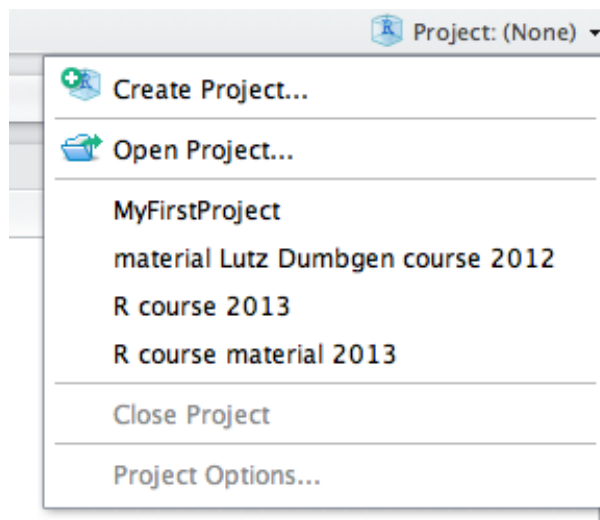 Project: (None)
Create Project...
Open Project...
MyFirstProject
material Lutz Dumbgen course 2012
R course 2013
R course material 2013
Close Project
Project Options...